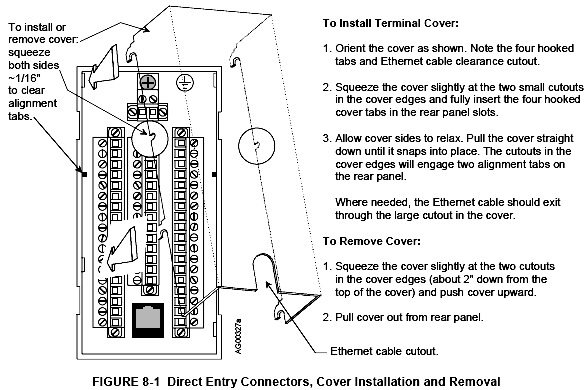 To install or
remove cover:
squeeze
both sides
~1/16"
to clear
alignment
tabs.
To Install Terminal Cover:
1. Orient the cover as shown. Note the four hooked
tabs and Ethernet cable clearance cutout.
2. Squeeze the cover slightly at the two small cutouts
in the cover edges and fully insert the four hooked
cover tabs in the rear panel slots.
3. Allow cover sides to relax. Pull the cover straight
down until it snaps into place. The cutouts in the
cover edges will engage two alignment tabs on
the rear panel.
Where needed, the Ethernet cable should exit
through the large cutout in the cover.
To Remove Cover:
1. Squeeze the cover slightly at the two cutouts
in the cover edges (about 2" down from the
top of the cover) and push cover upward.
2. Pull cover out from rear panel.
Ethernet cable cutout.
AG00327a
FIGURE 8-1 Direct Entry Connectors, Cover Installation and Removal